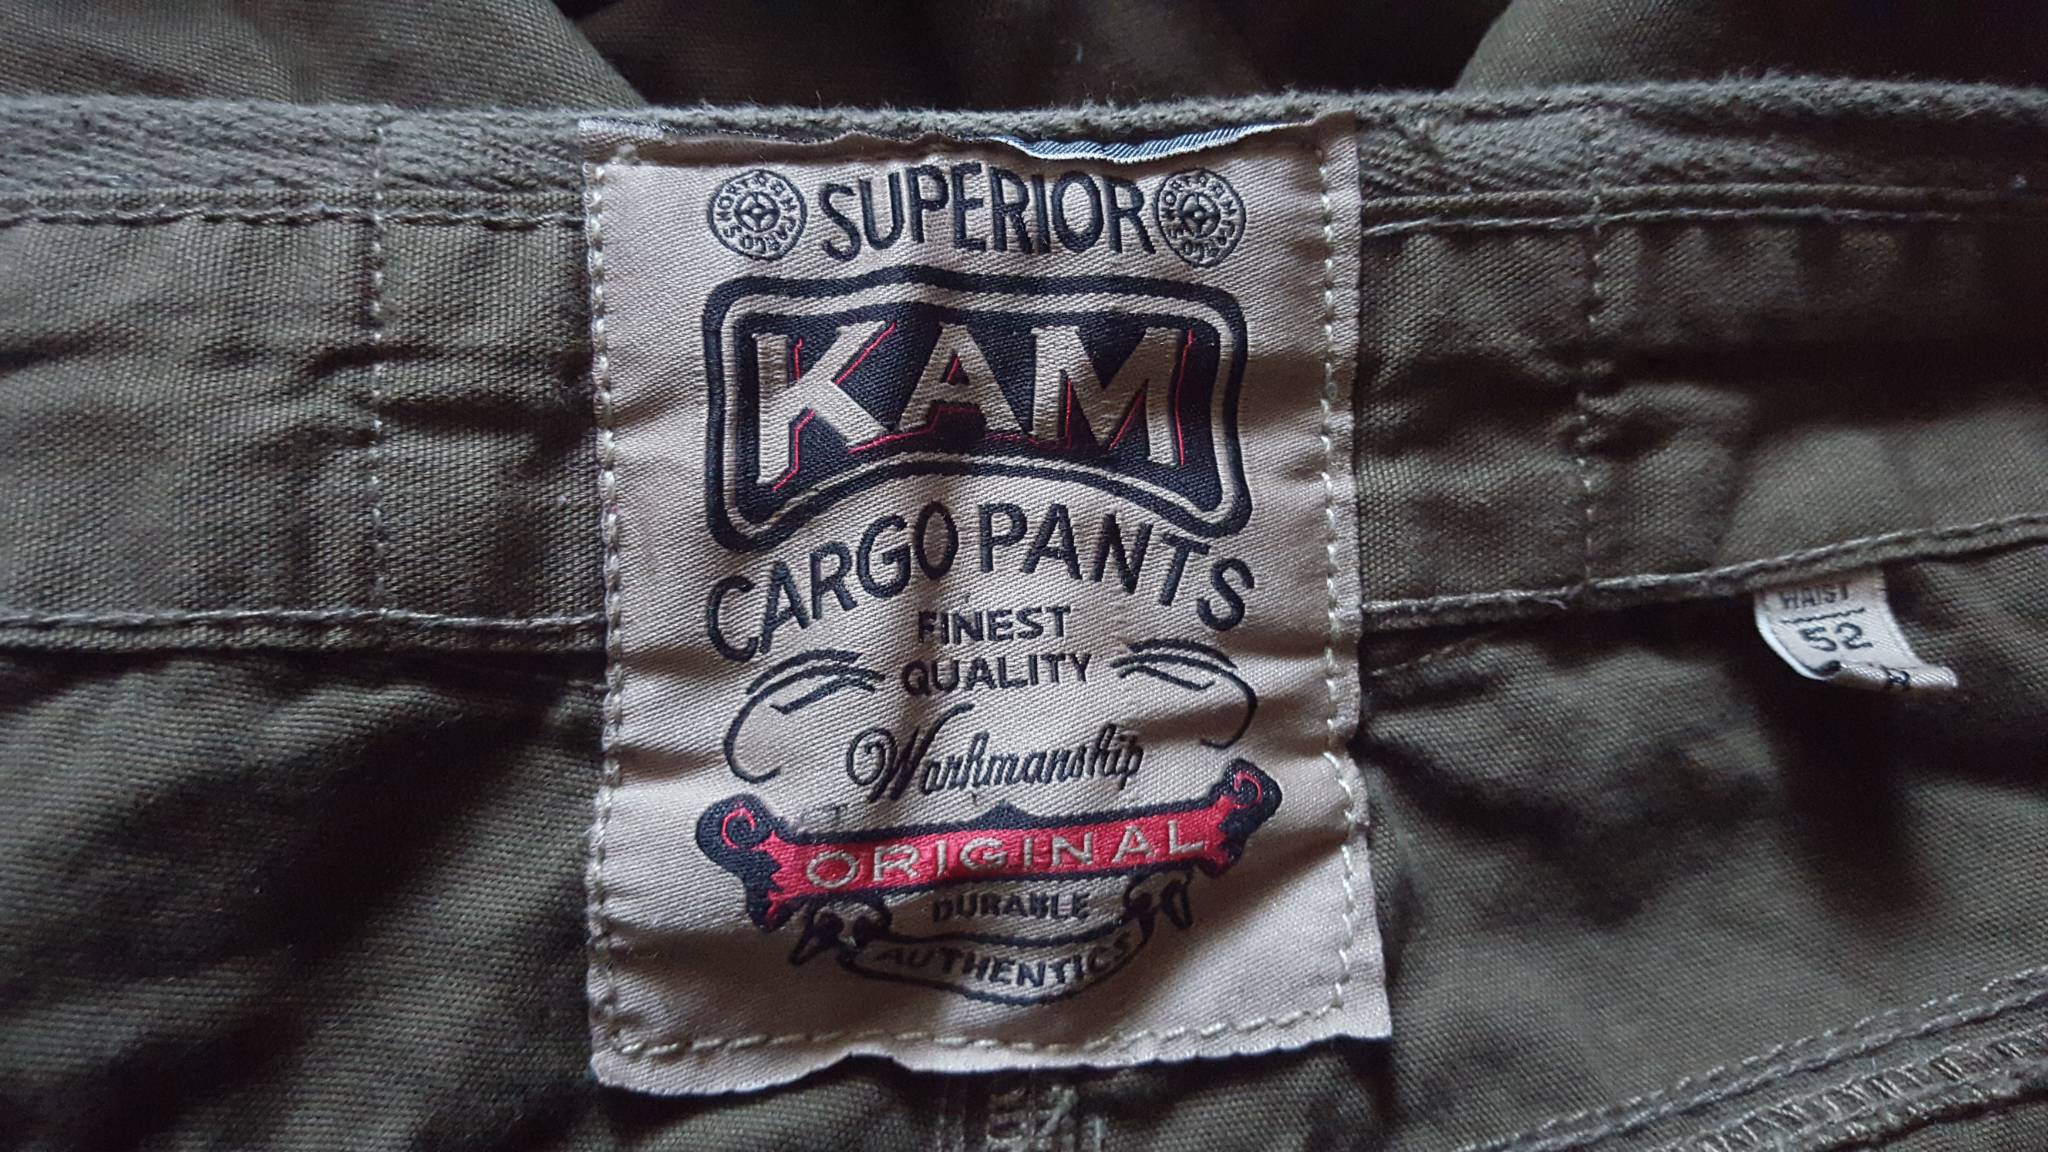 SUPERIOR
KAM
CARGO PANTS
FINEST
QUALITY
Workmanship
ORIGINAL
DURABLE
AUTHENTICS
WAIST
52